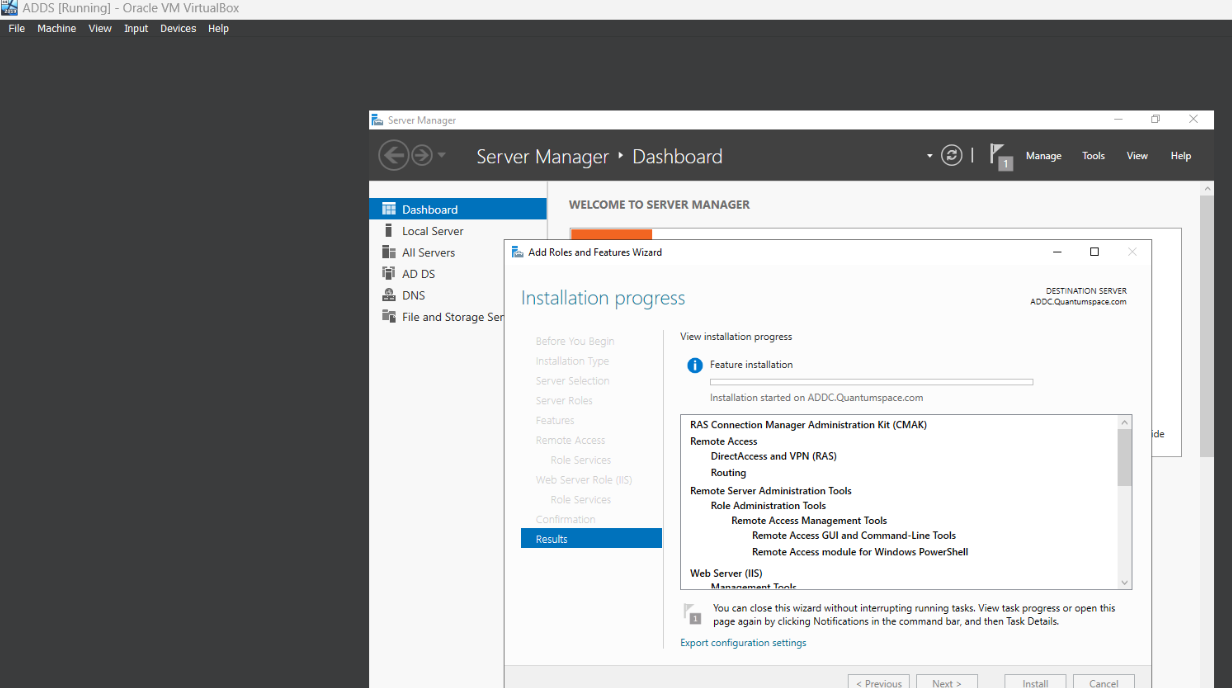 ADDS [Running] - Oracle VM VirtualBox
File Machine View Input Devices Help
Server Manager
Server Manager ‣ Dashboard
1
Manage Tools View Help
Dashboard
Local Server
All Servers
AD DS
DNS
File and Storage Ser
WELCOME TO SERVER MANAGER
ide
Add Roles and Features Wizard
Installation progress
DESTINATION SERVER
ADDC.Quantumspace.com
Before You Begin
Installation Type
Server Selection
Server Roles
Features
Remote Access
Role Services
Web Server Role (IIS)
Role Services
Confirmation
Results
View installation progress
Feature installation
Installation started on ADDC.Quantumspace.com
RAS Connection Manager Administration Kit (CMAK)
Remote Access
DirectAccess and VPN (RAS)
Routing
Remote Server Administration Tools
Role Administration Tools
Remote Access Management Tools
Remote Access GUI and Command-Line Tools
Remote Access module for Windows PowerShell
Web Server (IIS)
Management Tools
1
You can close this wizard without interrupting running tasks. View task progress or open this
page again by clicking Notifications in the command bar, and then Task Details.
Export configuration settings
< Previous Next > Install Cancel